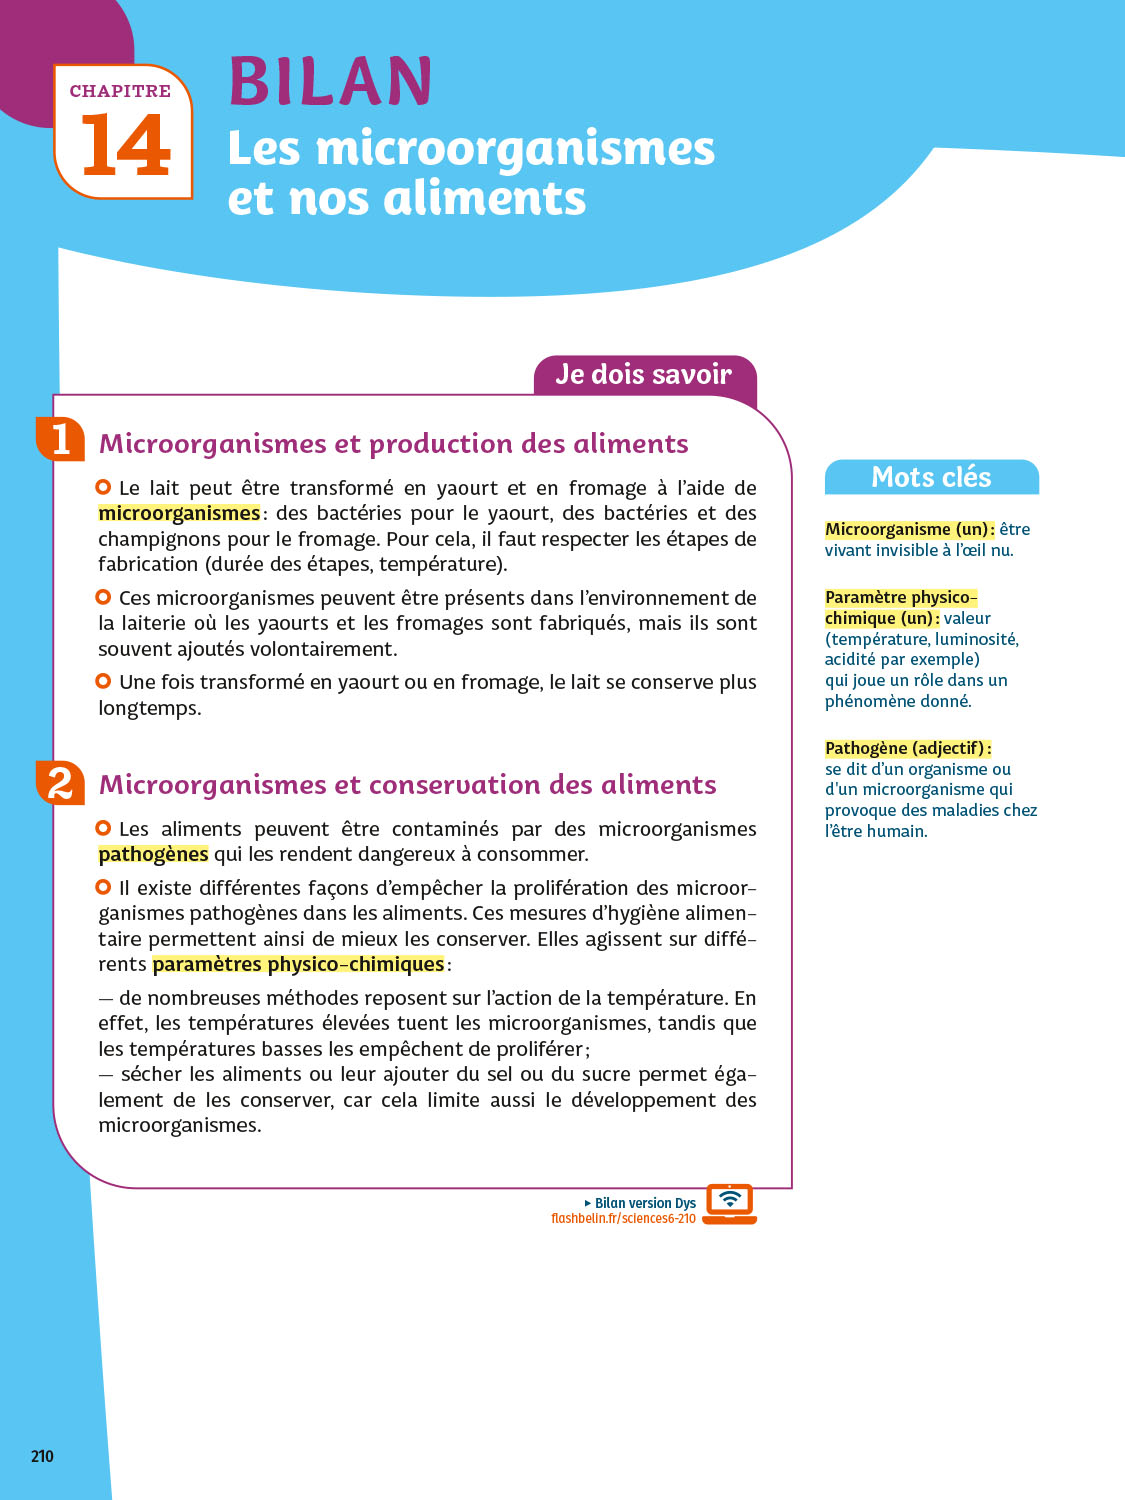 CHAPITRE
14
BILAN
Les microorganismes
et nos aliments
Je dois savoir
1
Microorganismes et production des aliments
Le lait peut être transformé en yaourt et en fromage à l’aide de
microorganismes : des bactéries pour le yaourt, des bactéries et des
champignons pour le fromage. Pour cela, il faut respecter les étapes de
fabrication (durée des étapes, température).
Ces microorganismes peuvent être présents dans l’environnement de
la laiterie où les yaourts et les fromages sont fabriqués, mais ils sont
souvent ajoutés volontairement.
Une fois transformé en yaourt ou en fromage, le lait se conserve plus
longtemps.
2
Microorganismes et conservation des aliments
Les aliments peuvent être contaminés par des microorganismes
pathogènes qui les rendent dangereux à consommer.
Il existe différentes façons d’empêcher la prolifération des microor-
ganismes pathogènes dans les aliments. Ces mesures d’hygiène alimen-
taire permettent ainsi de mieux les conserver. Elles agissent sur diffé-
rents paramètres physico-chimiques :
— de nombreuses méthodes reposent sur l’action de la température. En
effet, les températures élevées tuent les microorganismes, tandis que
les températures basses les empêchent de proliférer ;
— sécher les aliments ou leur ajouter du sel ou du sucre permet éga-
lement de les conserver, car cela limite aussi le développement des
microorganismes.
▸ Bilan version Dys
flashbelin.fr/sciences6-210
Mots clés
Microorganisme (un) : être
vivant invisible à l’œil nu.
Paramètre physico-
chimique (un) : valeur
(température, luminosité,
acidité par exemple)
qui joue un rôle dans un
phénomène donné.
Pathogène (adjectif) :
se dit d’un organisme ou
d'un microorganisme qui
provoque des maladies chez
l’être humain.
210